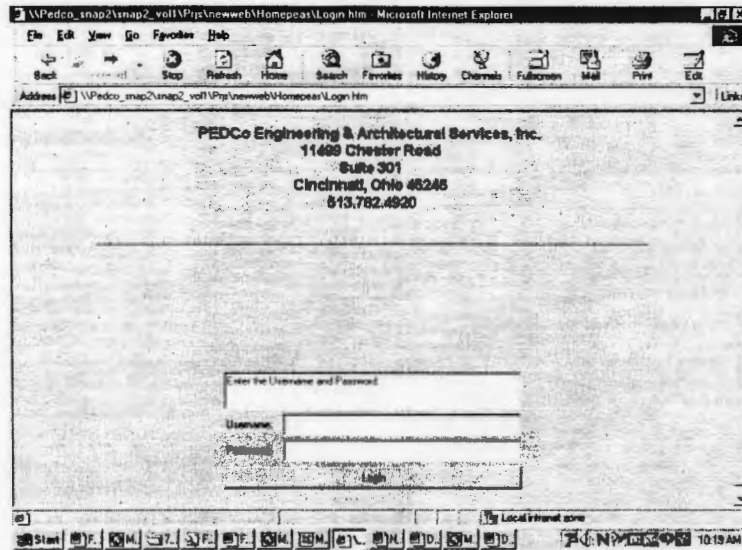 \\Pedco_snap2\snap2_vol1\Prjs\newweb\Homepeas\Login htm - Microsoft Internet Explorer
File Edit View Go Favorites Help
Back Stop Refresh Home Search Favorites History Channels Fullscreen Mail Print Edit
Address \\Pedco_snap2\snap2_vol1\Prjs\newweb\Homepeas\Login htm Links
PEDCo Engineering & Architectural Services, Inc.
11499 Chester Road
Suite 301
Cincinnati, Ohio 45246
513.782.4920
Enter the Username and Password
Username:
Login
Local intranet zone
Start 10:19 AM